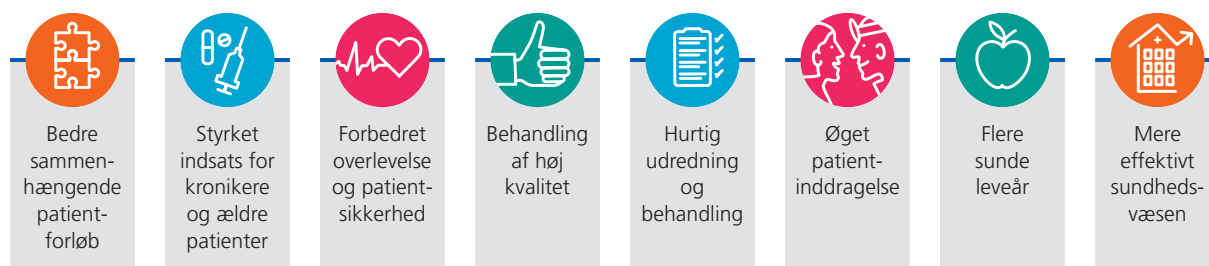 Bedre
sammen-
hængende
patient-
forløb
Styrket
indsats for
kronikere
og ældre
patienter
Forbedret
overlevelse
og patient-
sikkerhed
Behandling
af høj
kvalitet
Hurtig
udredning
og
behandling
Øget
patient-
inddragelse
Flere
sunde
leveår
Mere
effektivt
sundheds-
væsen